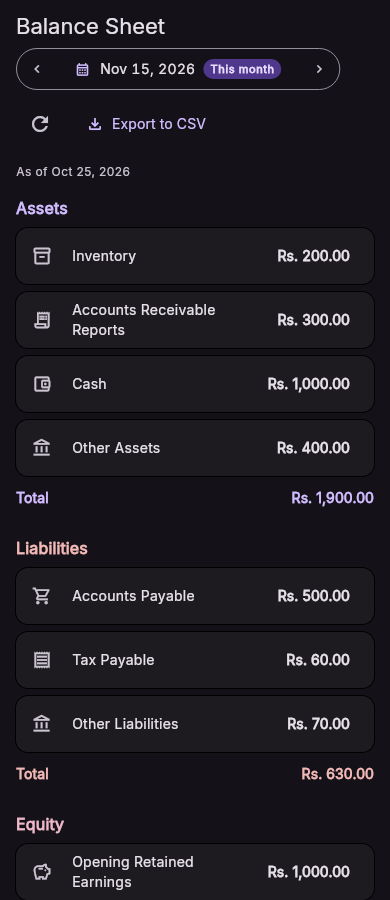 Balance Sheet
Nov 15, 2026 This month
Export to CSV
As of Oct 25, 2026
Assets
Inventory Rs. 200.00
Accounts Receivable
Reports Rs. 300.00
Cash Rs. 1,000.00
Other Assets Rs. 400.00
Total Rs. 1,900.00
Liabilities
Accounts Payable Rs. 500.00
Tax Payable Rs. 60.00
Other Liabilities Rs. 70.00
Total Rs. 630.00
Equity
Opening Retained
Earnings Rs. 1,000.00